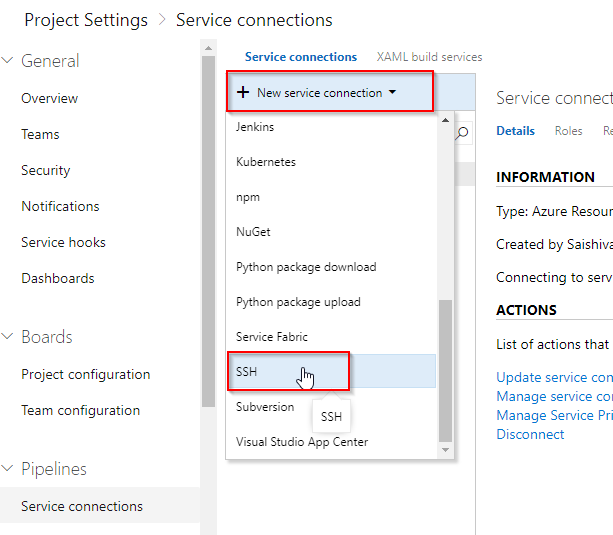 Project Settings > Service connections
General
Overview
Teams
Security
Notifications
Service hooks
Dashboards
Boards
Project configuration
Team configuration
Pipelines
Service connections
Service connections XAML build services
+ New service connection
Jenkins
Kubernetes
npm
NuGet
Python package download
Python package upload
Service Fabric
SSH
Subversion
SSH
Visual Studio App Center
Service connect
Details Roles Re
INFORMATION
Type: Azure Resour
Created by Saishiva
Connecting to serv
ACTIONS
List of actions that
Update service con
Manage service con
Manage Service Pri
Disconnect